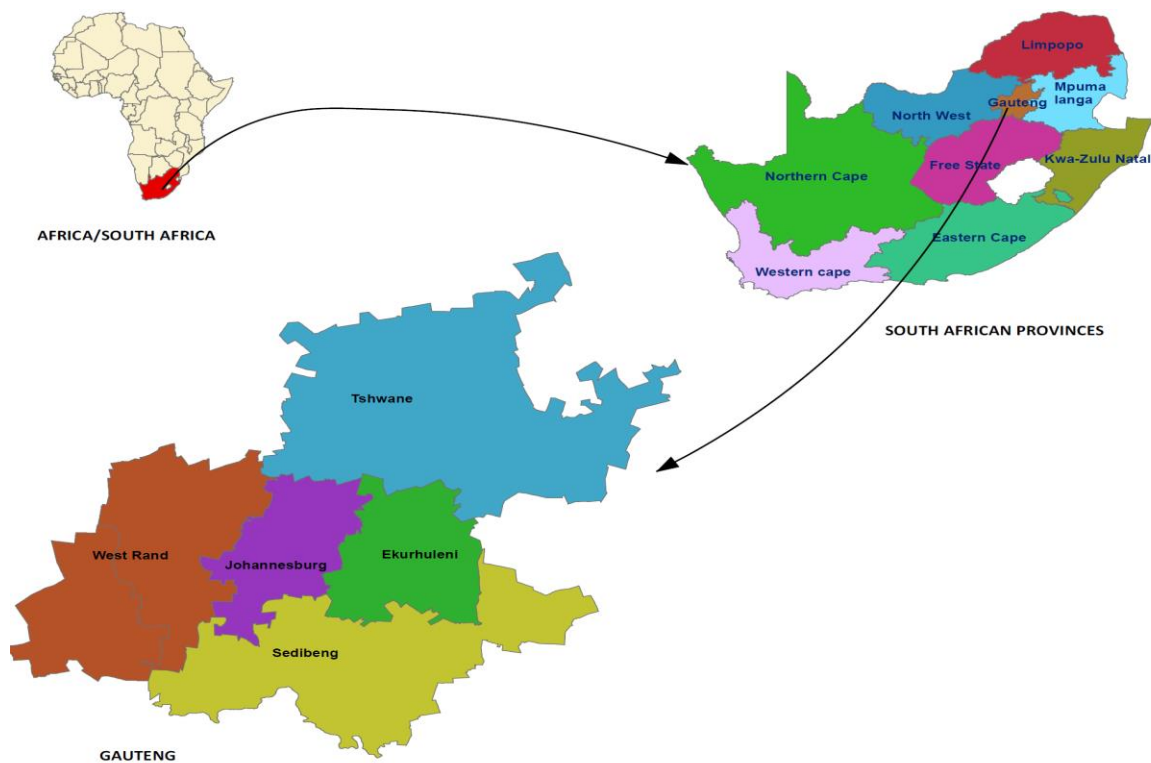 AFRICA/SOUTH AFRICA
Limpopo
Mpuma
langa
Gauteng
North West
Free State
Kwa-Zulu Natal
Northern Cape
Eastern Cape
Western cape
SOUTH AFRICAN PROVINCES
Tshwane
West Rand
Johannesburg
Ekurhuleni
Sedibeng
GAUTENG